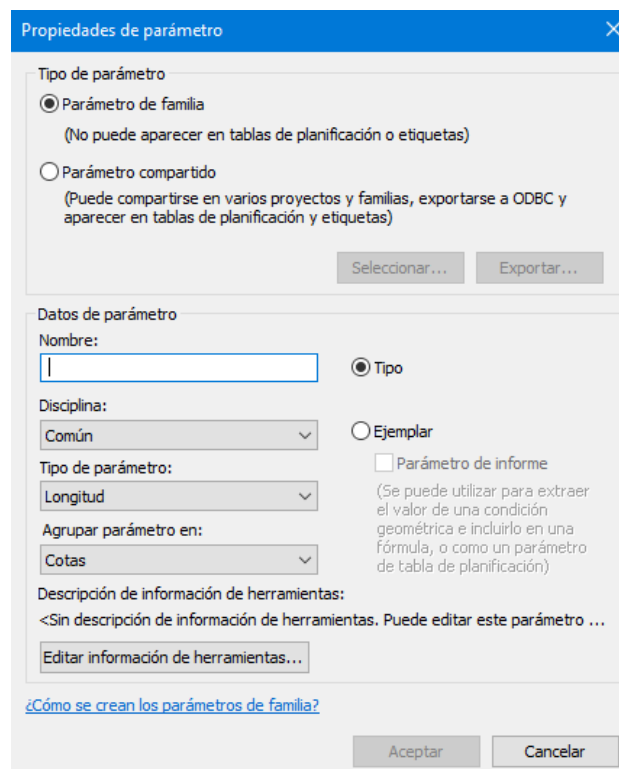 Propiedades de parámetro
Tipo de parámetro
Parámetro de familia
(No puede aparecer en tablas de planificación o etiquetas)
Parámetro compartido
(Puede compartirse en varios proyectos y familias, exportarse a ODBC y
aparecer en tablas de planificación y etiquetas)
Seleccionar...
Exportar...
Datos de parámetro
Nombre:
Tipo
Disciplina:
Común
Ejemplar
Parámetro de informe
(Se puede utilizar para extraer
el valor de una condición
geométrica e incluirlo en una
fórmula, o como un parámetro
de tabla de planificación)
Tipo de parámetro:
Longitud
Agrupar parámetro en:
Cotas
Descripción de información de herramientas:
<Sin descripción de información de herramientas. Puede editar este parámetro ...
Editar información de herramientas...
¿Cómo se crean los parámetros de familia?
Aceptar
Cancelar